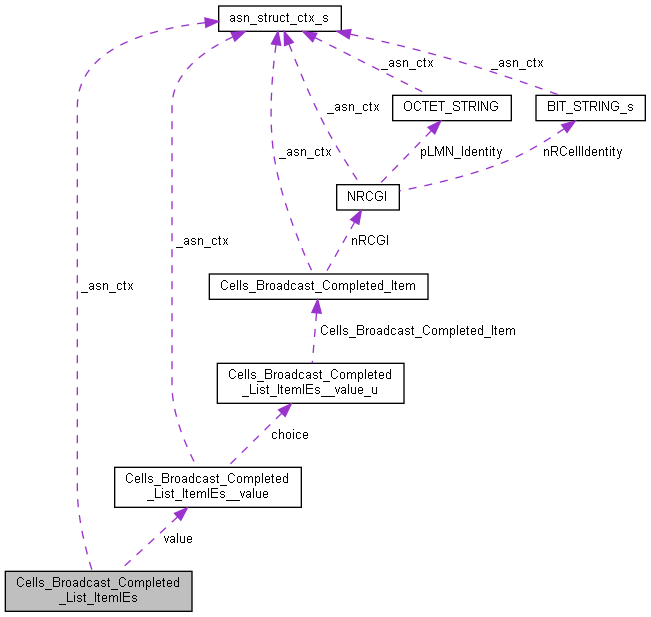 asn_struct_ctx_s
_asn_ctx
_asn_ctx
_asn_ctx
OCTET_STRING
BIT_STRING_s
_asn_ctx
pLMN_Identity
nRCellIdentity
NRCGI
_asn_ctx
nRCGI
_asn_ctx
Cells_Broadcast_Completed_Item
Cells_Broadcast_Completed_Item
Cells_Broadcast_Completed
_List_ItemIEs__value_u
choice
Cells_Broadcast_Completed
_List_ItemIEs__value
value
Cells_Broadcast_Completed
_List_ItemIEs